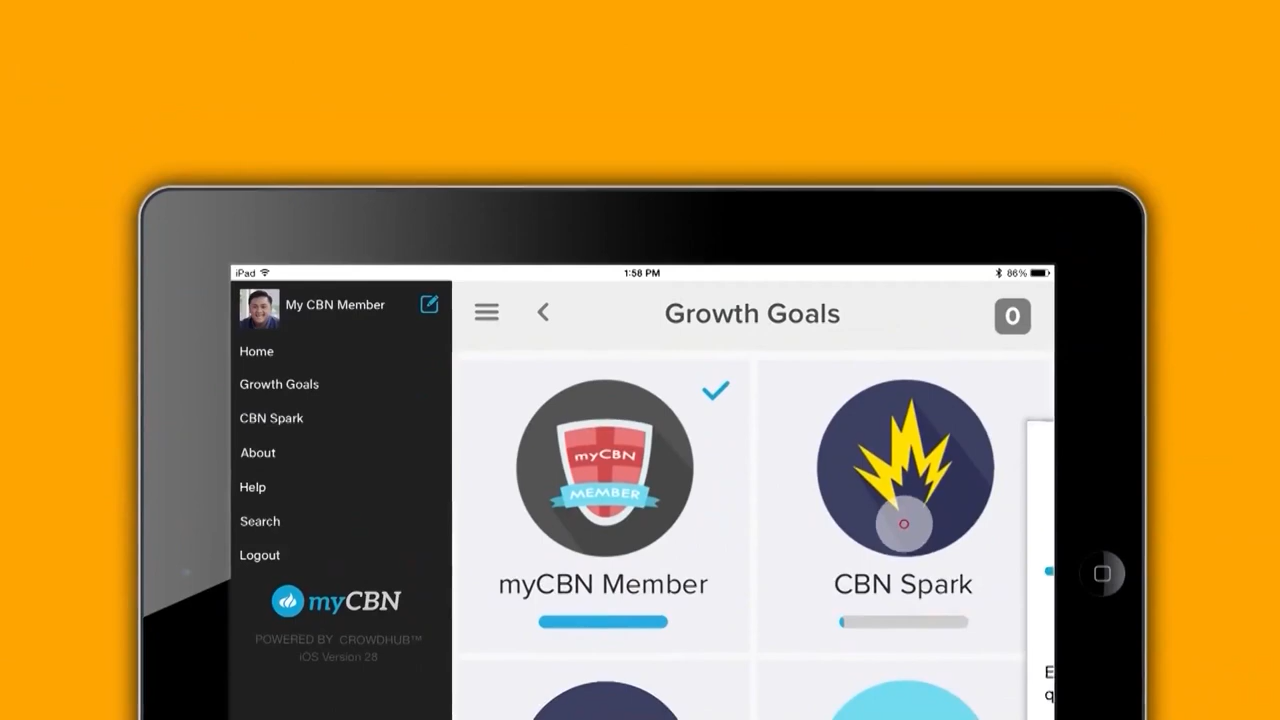 iPad
1:58 PM
86%
My CBN Member
Home
Growth Goals
CBN Spark
About
Help
Search
Logout
myCBN
POWERED BY CROWDHUB™
iOS Version 28
Growth Goals
0
myCBN
MEMBER
myCBN Member
CBN Spark
E
q